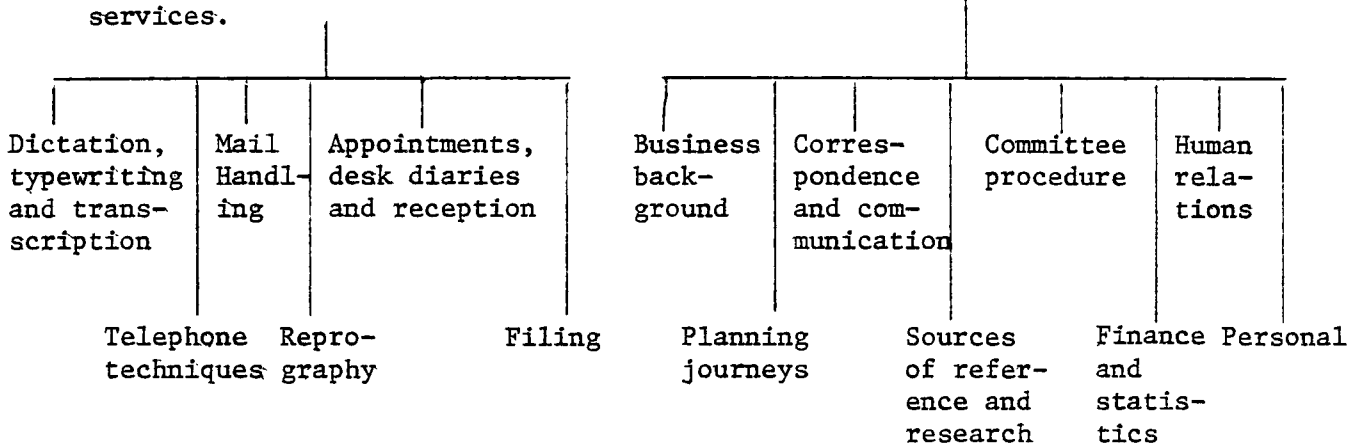 services.
Dictation,
typewriting
and trans-
scription
Mail
Handl-
ing
Appointments,
desk diaries
and reception
Business
back-
ground
Corres-
pondence
and com-
munication
Committee
procedure
Human
rela-
tions
Telephone
techniques
Repro-
graphy
Filing
Planning
journeys
Sources
of refer-
ence and
research
Finance
and
statis-
tics
Personal